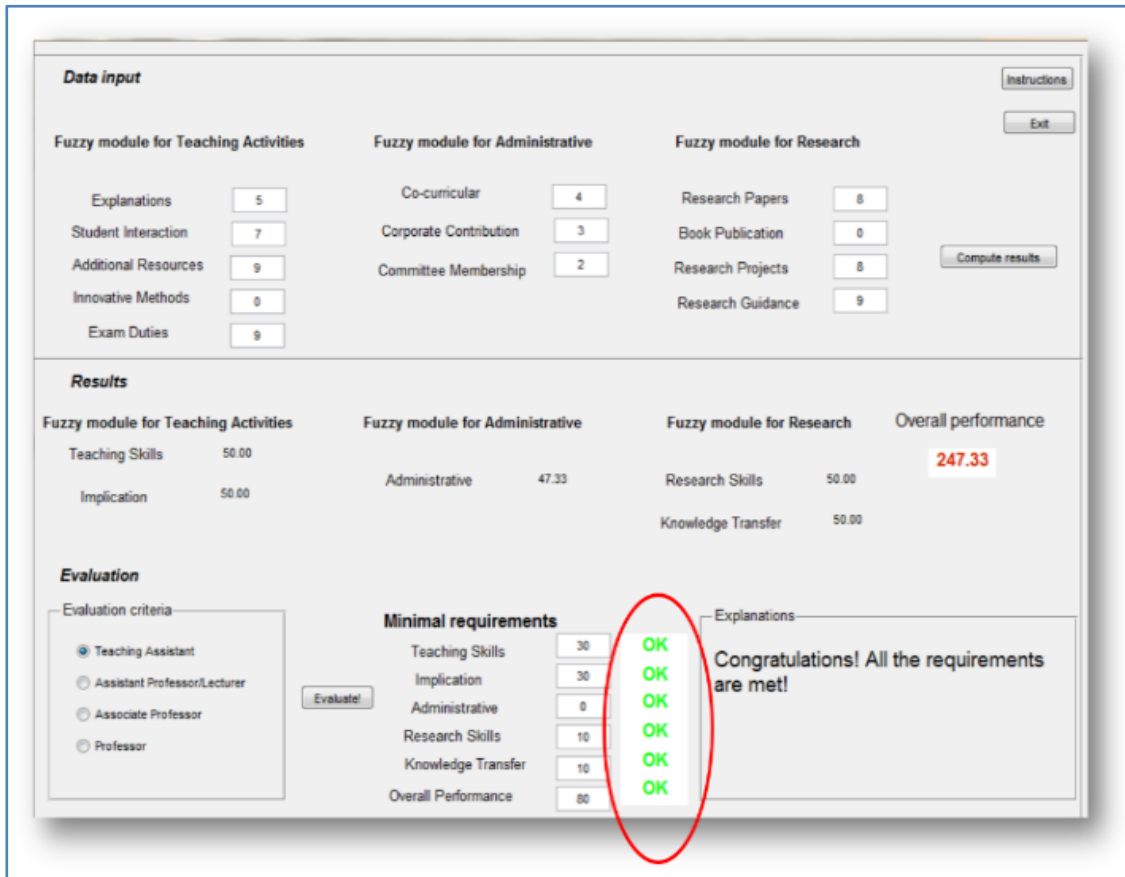 Data input
Instructions
Exit
Fuzzy module for Teaching Activities
Fuzzy module for Administrative
Fuzzy module for Research
Explanations 5
Co-curricular 4
Research Papers 8
Student Interaction 7
Corporate Contribution 3
Book Publication 0
Additional Resources 9
Committee Membership 2
Research Projects 8
Compute results
Innovative Methods 0
Research Guidance 9
Exam Duties 9
Results
Fuzzy module for Teaching Activities
Fuzzy module for Administrative
Fuzzy module for Research
Overall performance
Teaching Skills 50.00
247.33
Administrative 47.33
Research Skills 50.00
Implication 50.00
Knowledge Transfer 50.00
Evaluation
Evaluation criteria
Teaching Assistant
Assistant Professor/Lecturer
Associate Professor
Professor
Evaluate!
Minimal requirements
Teaching Skills 30 OK
Implication 30 OK
Administrative 0 OK
Research Skills 10 OK
Knowledge Transfer 10 OK
Overall Performance 80 OK
Explanations
Congratulations! All the requirements
are met!